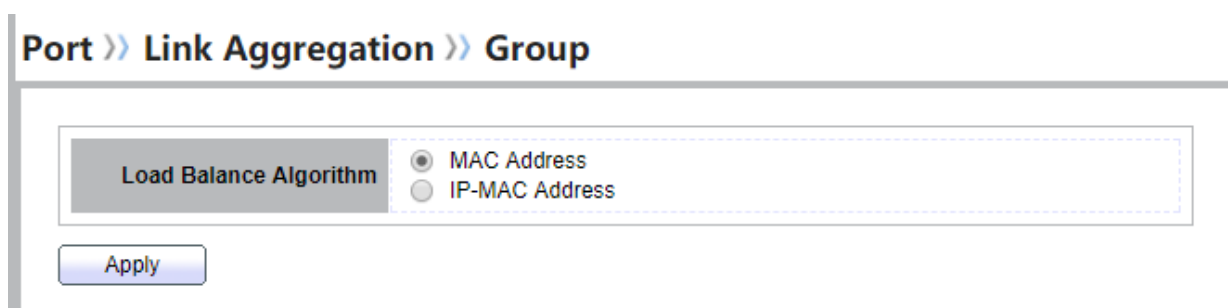 Port » Link Aggregation » Group
Load Balance Algorithm
MAC Address
IP-MAC Address
Apply